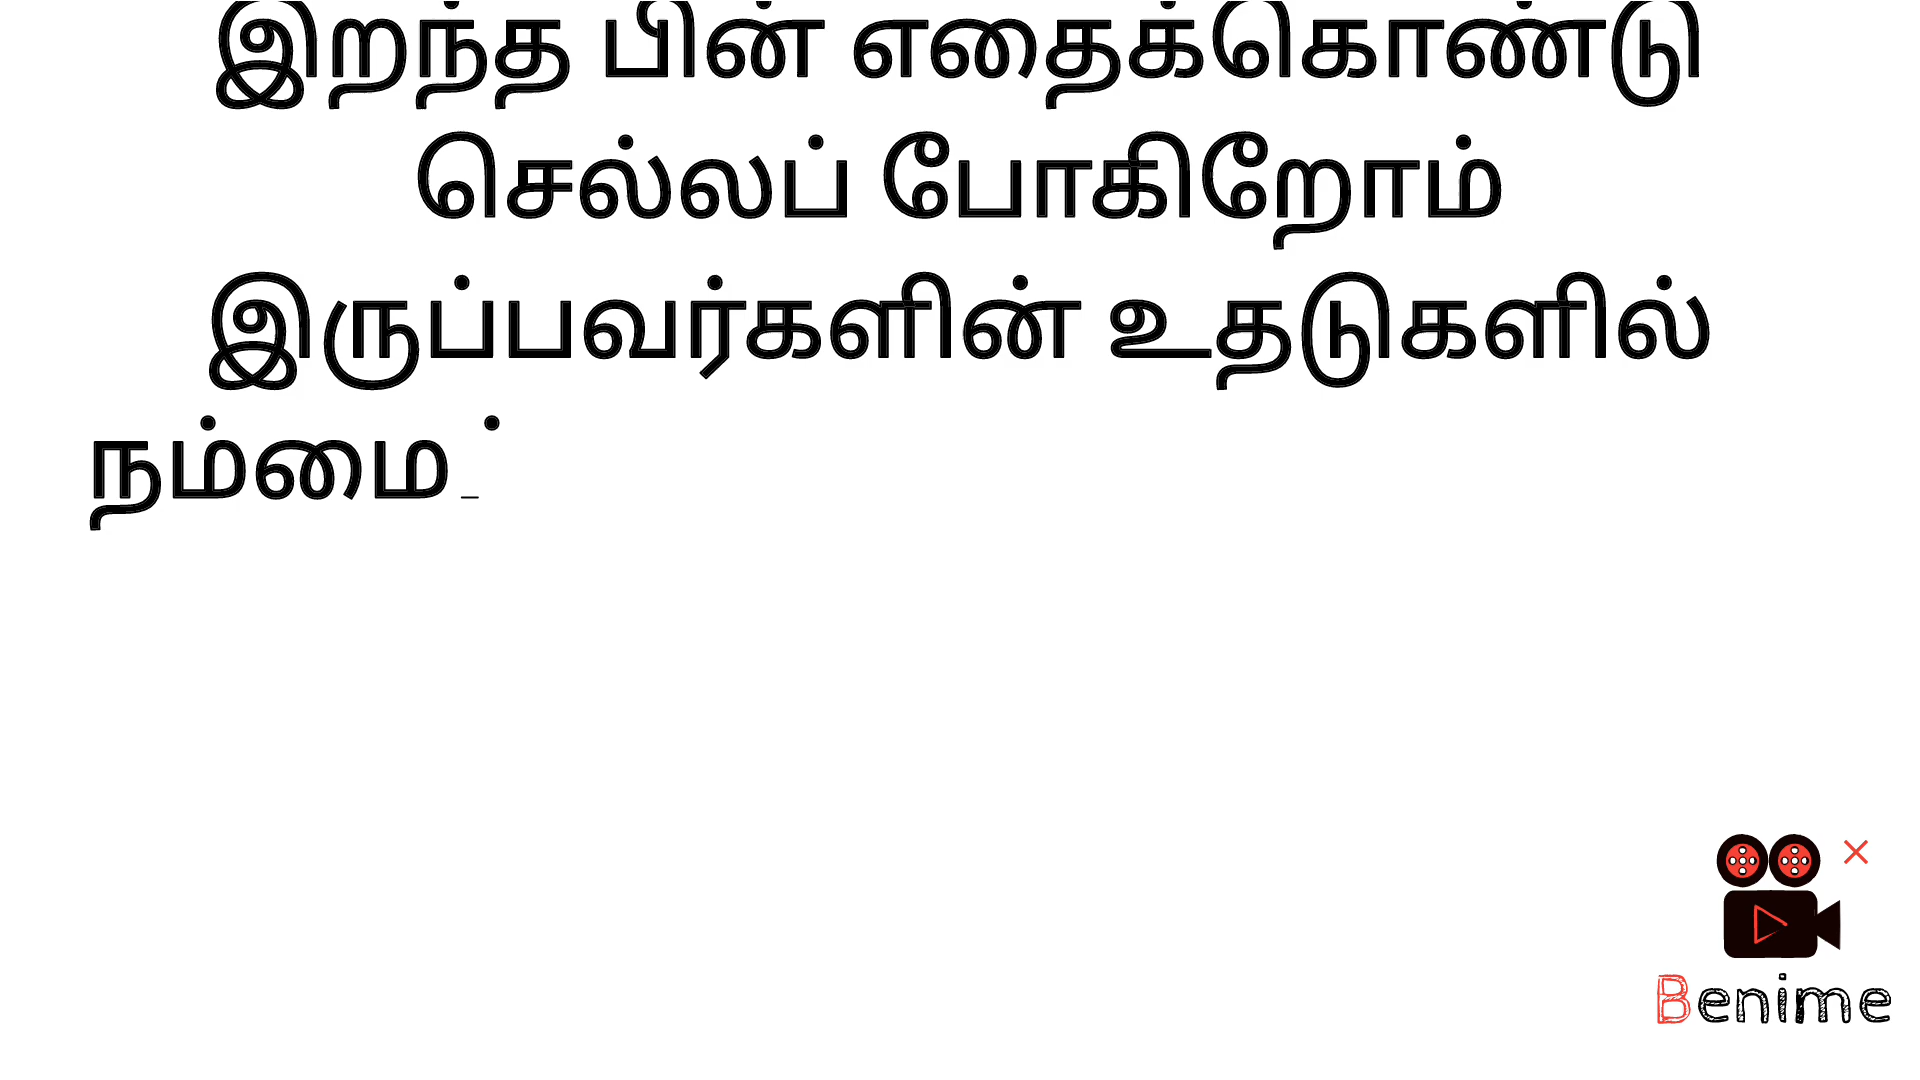 இறந்த பின் எதைக்கொண்டு
செல்லப் போகிறோம்
இருப்பவர்களின் உதடுகளில்
நம்மை
Benime